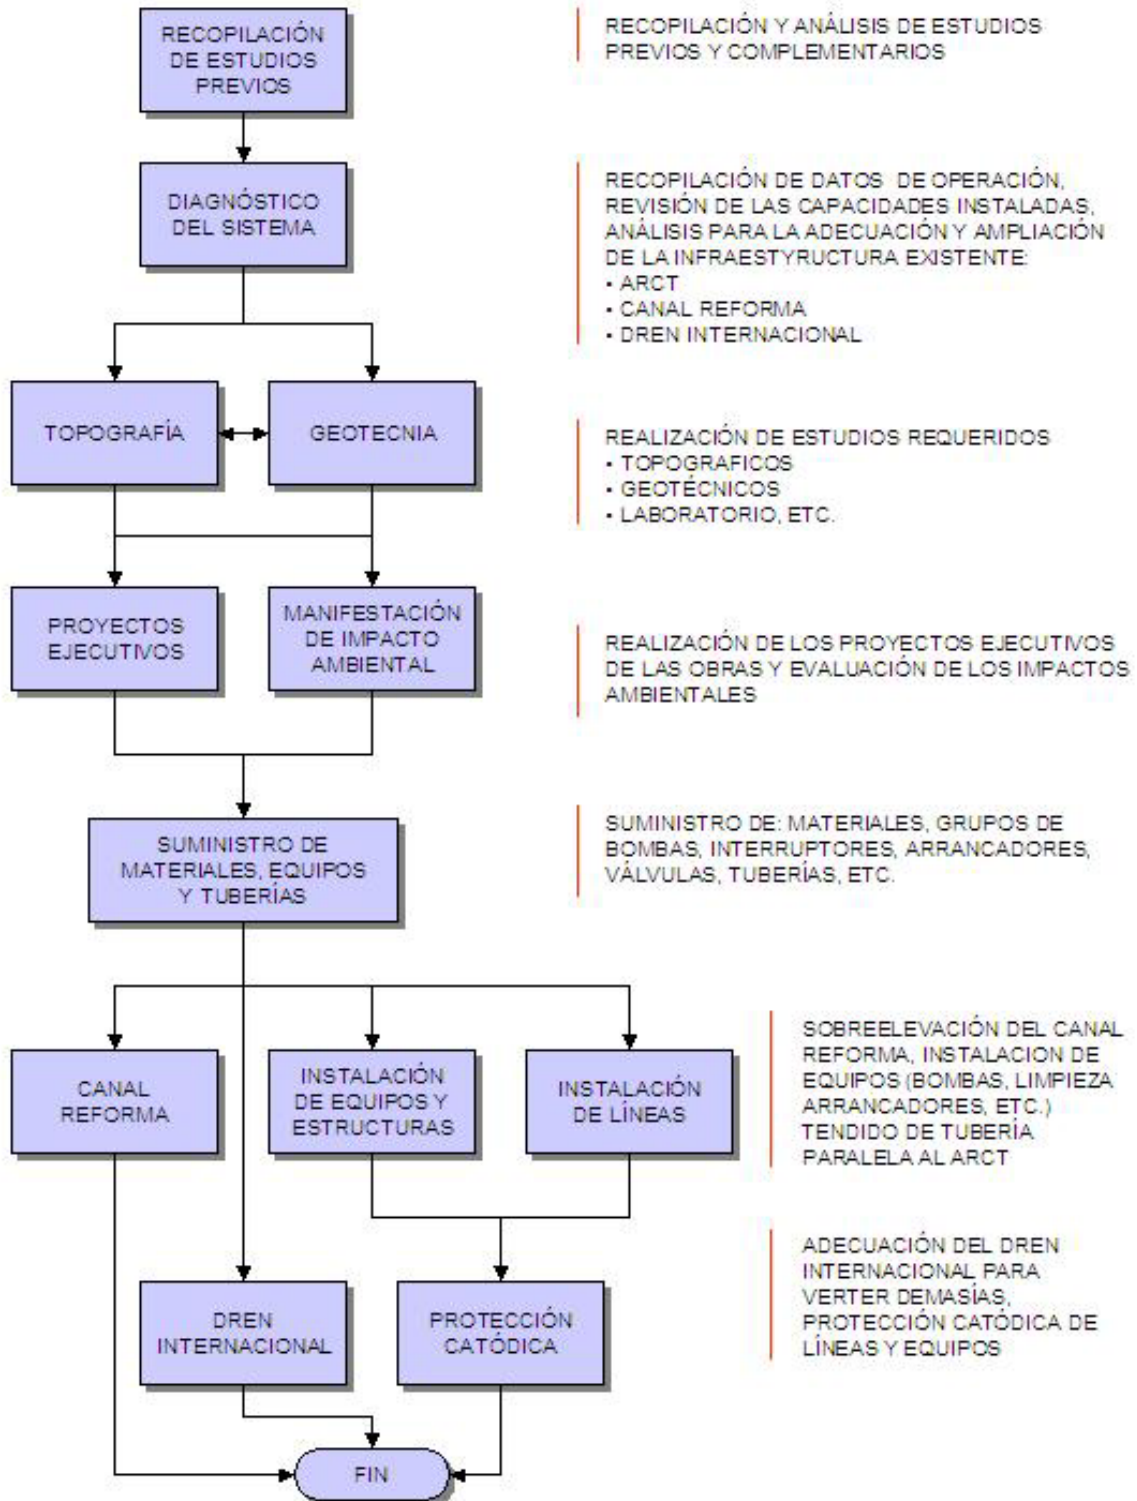 RECOPILACIÓN
DE ESTUDIOS
PREVIOS
RECOPILACIÓN Y ANÁLISIS DE ESTUDIOS
PREVIOS Y COMPLEMENTARIOS
DIAGNÓSTICO
DEL SISTEMA
RECOPILACIÓN DE DATOS DE OPERACIÓN,
REVISIÓN DE LAS CAPACIDADES INSTALADAS,
ANÁLISIS PARA LA ADECUACIÓN Y AMPLIACIÓN
DE LA INFRAESTYRUCTURA EXISTENTE:
▪ ARCT
▪ CANAL REFORMA
▪ DREN INTERNACIONAL
TOPOGRAFÍA
GEOTECNIA
REALIZACIÓN DE ESTUDIOS REQUERIDOS
▪ TOPOGRAFICOS
▪ GEOTÉCNICOS
▪ LABORATORIO, ETC.
PROYECTOS
EJECUTIVOS
MANIFESTACIÓN
DE IMPACTO
AMBIENTAL
REALIZACIÓN DE LOS PROYECTOS EJECUTIVOS
DE LAS OBRAS Y EVALUACIÓN DE LOS IMPACTOS
AMBIENTALES
SUMINISTRO DE
MATERIALES, EQUIPOS
Y TUBERÍAS
SUMINISTRO DE: MATERIALES, GRUPOS DE
BOMBAS, INTERRUPTORES, ARRANCADORES,
VÁLVULAS, TUBERÍAS, ETC.
CANAL
REFORMA
INSTALACIÓN
DE EQUIPOS Y
ESTRUCTURAS
INSTALACIÓN
DE LÍNEAS
SOBREELEVACIÓN DEL CANAL
REFORMA, INSTALACION DE
EQUIPOS (BOMBAS, LIMPIEZA
ARRANCADORES, ETC.)
TENDIDO DE TUBERÍA
PARALELA AL ARCT
DREN
INTERNACIONAL
PROTECCIÓN
CATÓDICA
ADECUACIÓN DEL DREN
INTERNACIONAL PARA
VERTER DEMASÍAS,
PROTECCIÓN CATÓDICA DE
LÍNEAS Y EQUIPOS
FIN